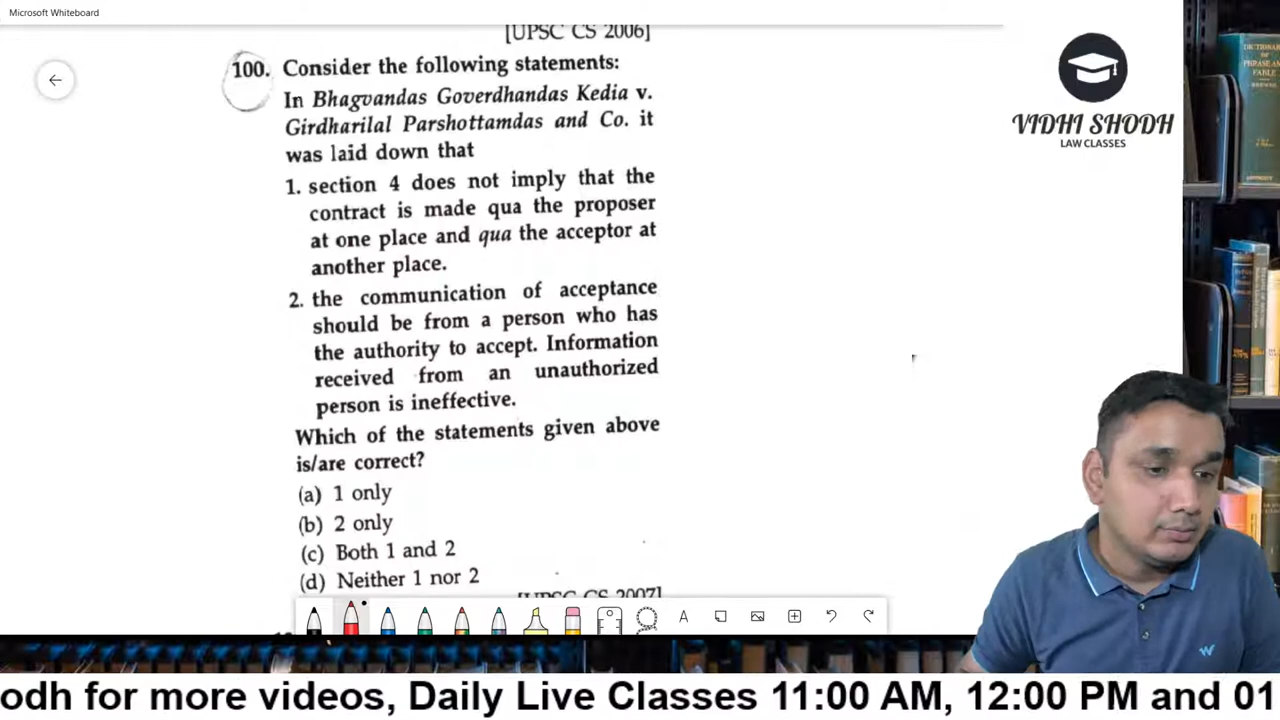 Microsoft Whiteboard
[UPSC CS 2006]
100. Consider the following statements:
In Bhagvandas Goverdhandas Kedia v.
Girdharilal Parshottamdas and Co. it
was laid down that
1. section 4 does not imply that the
contract is made qua the proposer
at one place and qua the acceptor at
another place.
2. the communication of acceptance
should be from a person who has
the authority to accept. Information
received from an unauthorized
person is ineffective.
Which of the statements given above
is/are correct?
(a) 1 only
(b) 2 only
(c) Both 1 and 2
(d) Neither 1 nor 2
[UPSC CS 2007]
VIDHI SHODH
LAW CLASSES
A
odh for more videos, Daily Live Classes 11:00 AM, 12:00 PM and 01